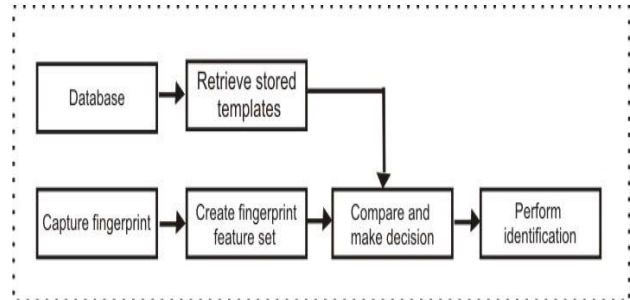 Database
Retrieve stored
templates
Capture fingerprint
Create fingerprint
feature set
Compare and
make decision
Perform
identification